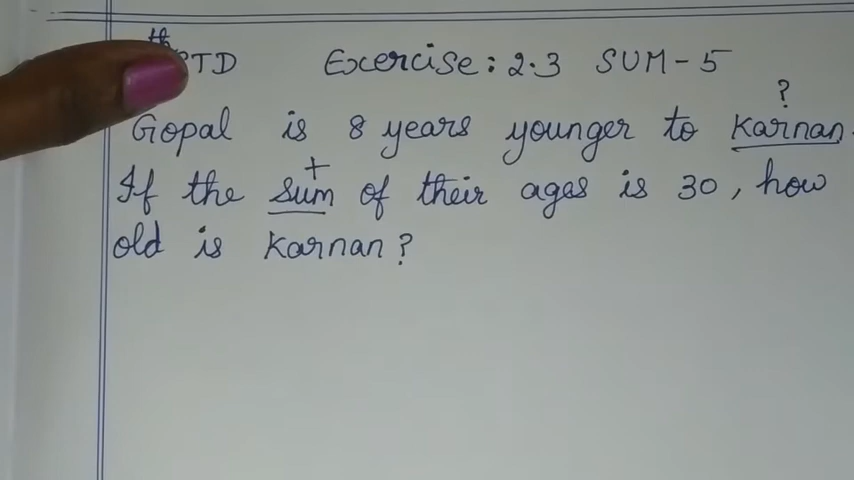 th
TD Exercise: 2.3 SUM-5
?
Gopal is 8 years younger to Karnan.
+
If the sum of their ages is 30, how
old is Karnan?